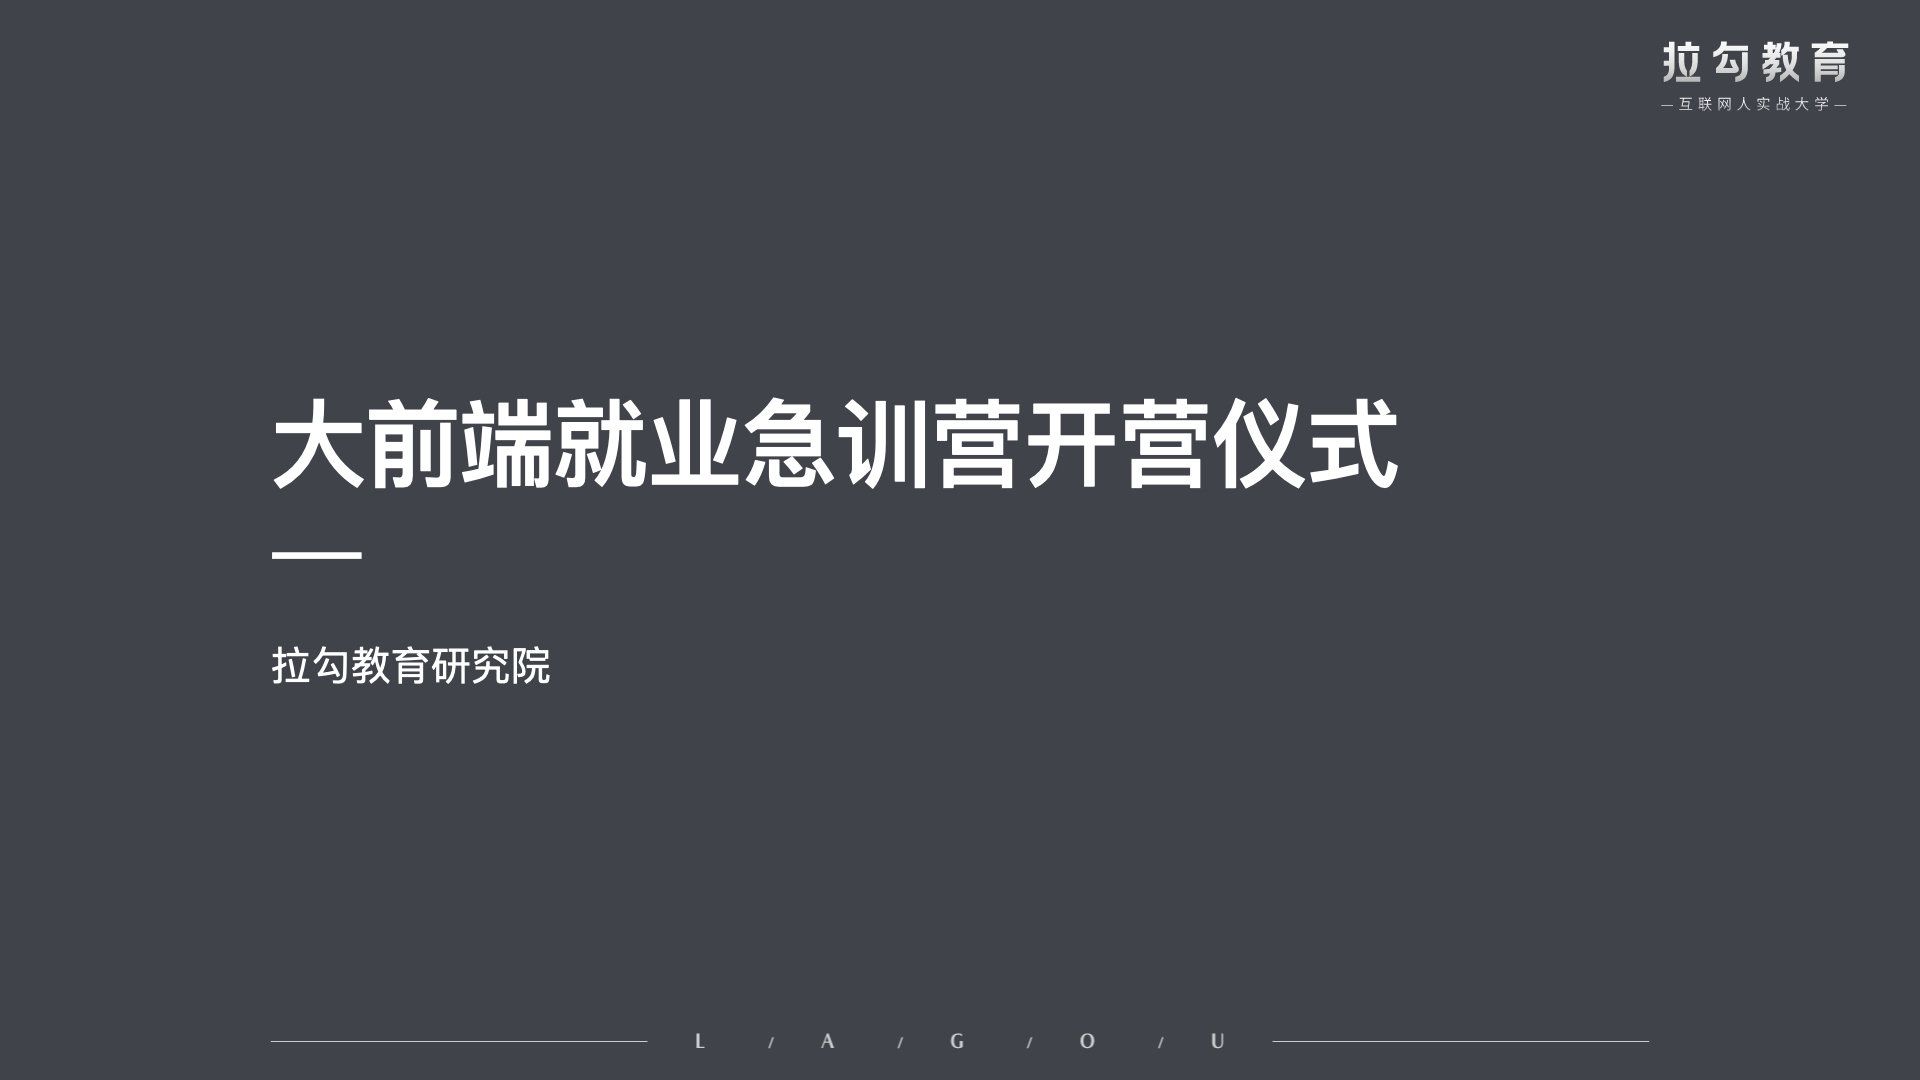 拉勾教育
—互联网人实战大学—
大前端就业急训营开营仪式
拉勾教育研究院
L / A / G / O / U